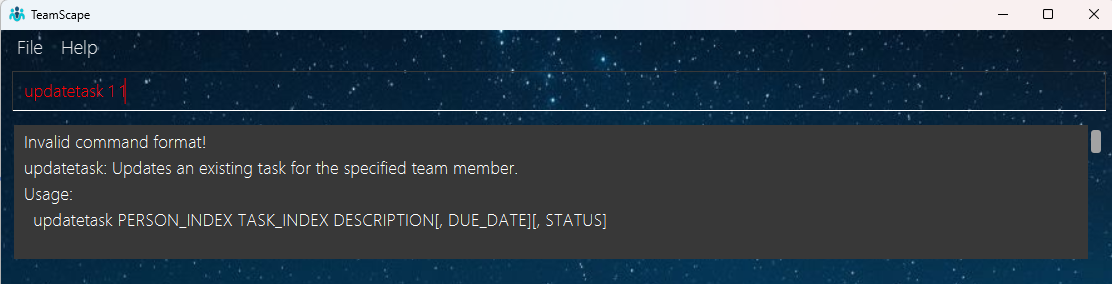 TeamScape
File Help
updatetask 1 1
Invalid command format!
updatetask: Updates an existing task for the specified team member.
Usage:
updatetask PERSON_INDEX TASK_INDEX DESCRIPTION[, DUE_DATE][, STATUS]